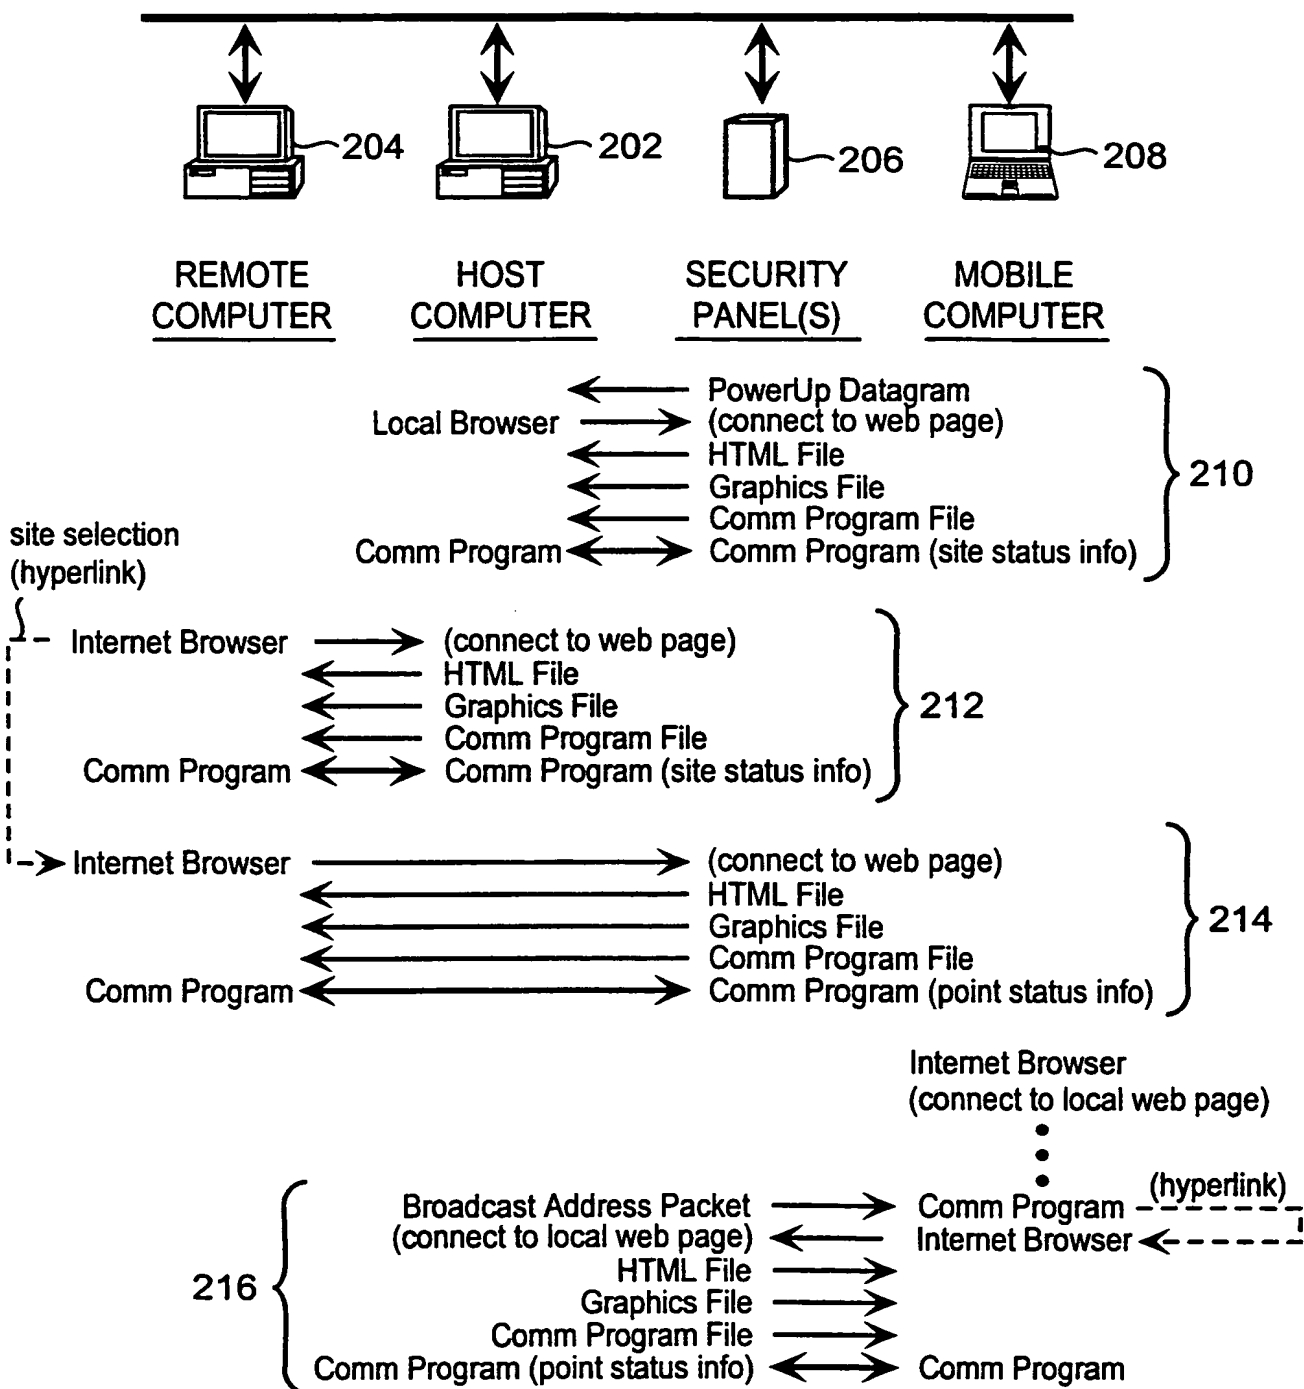 204
202
206
208
REMOTE COMPUTER
HOST COMPUTER
SECURITY PANEL(S)
MOBILE COMPUTER
PowerUp Datagram
Local Browser (connect to web page)
HTML File
Graphics File
Comm Program File
Comm Program Comm Program (site status info)
210
site selection
(hyperlink)
Internet Browser (connect to web page)
HTML File
Graphics File
Comm Program File
Comm Program Comm Program (site status info)
212
Internet Browser (connect to web page)
HTML File
Graphics File
Comm Program File
Comm Program Comm Program (point status info)
214
Internet Browser
(connect to local web page)
Broadcast Address Packet Comm Program (hyperlink)
(connect to local web page) Internet Browser
HTML File
Graphics File
Comm Program File
Comm Program (point status info) Comm Program
216